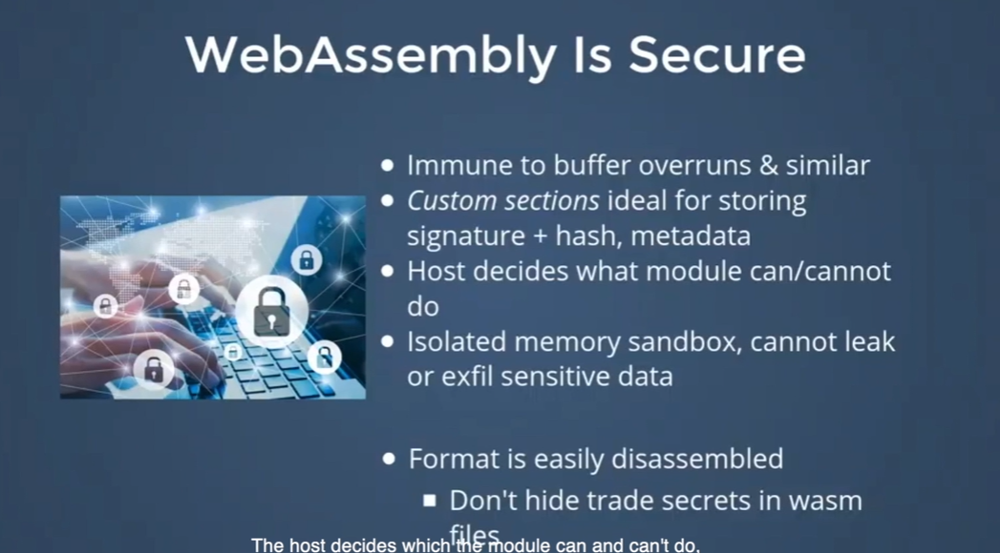 WebAssembly Is Secure
Immune to buffer overruns & similar
Custom sections ideal for storing
signature + hash, metadata
Host decides what module can/cannot
do
Isolated memory sandbox, cannot leak
or exfil sensitive data
Format is easily disassembled
Don't hide trade secrets in wasm
files
The host decides which the module can and can't do,